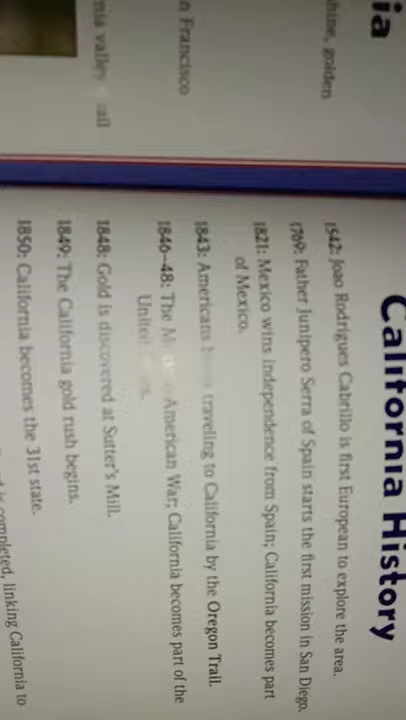 ia
hine, golden
n Francisco
nia valley
California History
1542: Joao Rodrigues Cabrillo is first European to explore the area.
1769: Father Junipero Serra of Spain starts the first mission in San Diego.
1821: Mexico wins independence from Spain; California becomes part
of Mexico.
1843: Americans traveling to California by the Oregon Trail.
1846–48: The American War; California becomes part of the
United
1848: Gold is discovered at Sutter's Mill.
1849: The California gold rush begins.
1850: California becomes the 31st state.
is completed, linking California to